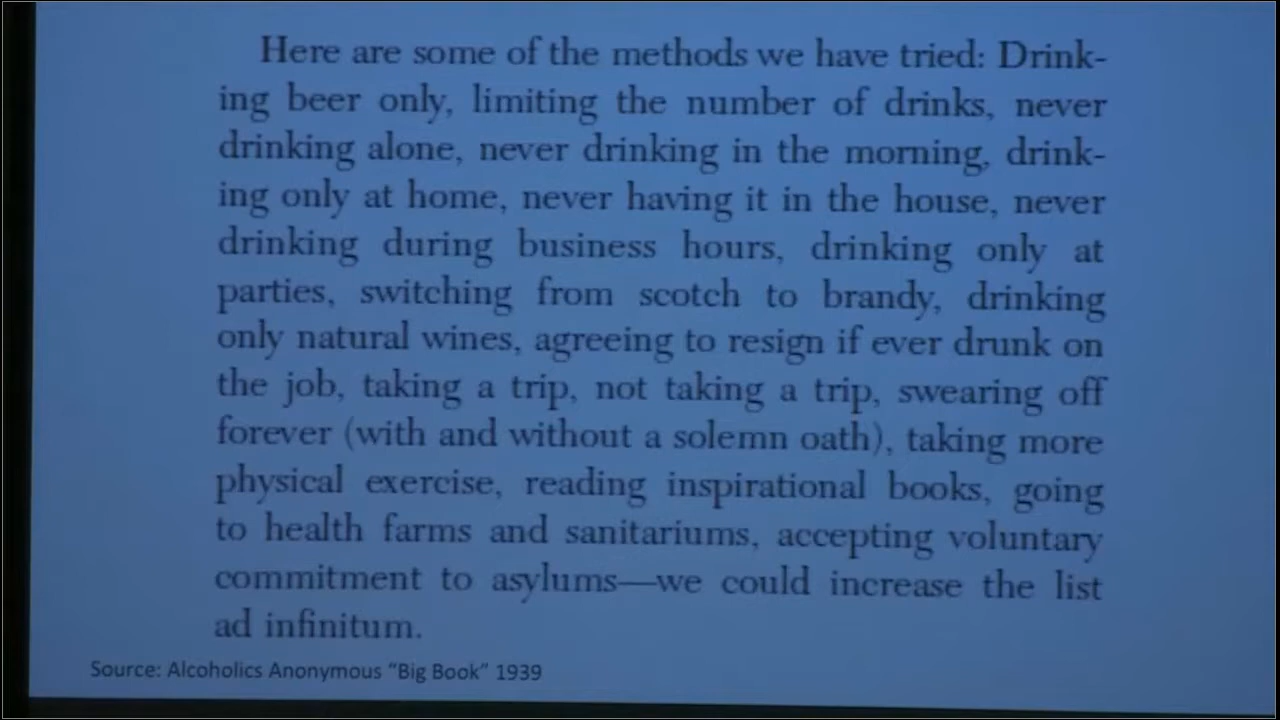 Here are some of the methods we have tried: Drink-
ing beer only, limiting the number of drinks, never
drinking alone, never drinking in the morning, drink-
ing only at home, never having it in the house, never
drinking during business hours, drinking only at
parties, switching from scotch to brandy, drinking
only natural wines, agreeing to resign if ever drunk on
the job, taking a trip, not taking a trip, swearing off
forever (with and without a solemn oath), taking more
physical exercise, reading inspirational books, going
to health farms and sanitariums, accepting voluntary
commitment to asylums—we could increase the list
ad infinitum.
Source: Alcoholics Anonymous “Big Book” 1939